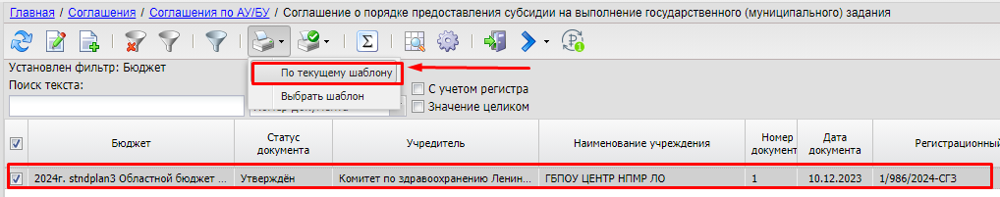 Главная / Соглашения / Соглашения по АУ/БУ / Соглашение о порядке предоставления субсидии на выполнение государственного (муниципального) задания
Установлен фильтр: Бюджет
По текущему шаблону
Поиск текста:
Выбрать шаблон
С учетом регистра
Значение целиком
Бюджет
Статус документа
Учредитель
Наименование учреждения
Номер документ
Дата документа
Регистрационный
2024г. stndplan3 Областной бюджет ...
Утверждён
Комитет по здравоохранению Ленин...
ГБПОУ ЦЕНТР НПМР ЛО
1
10.12.2023
1/986/2024-СГЗ